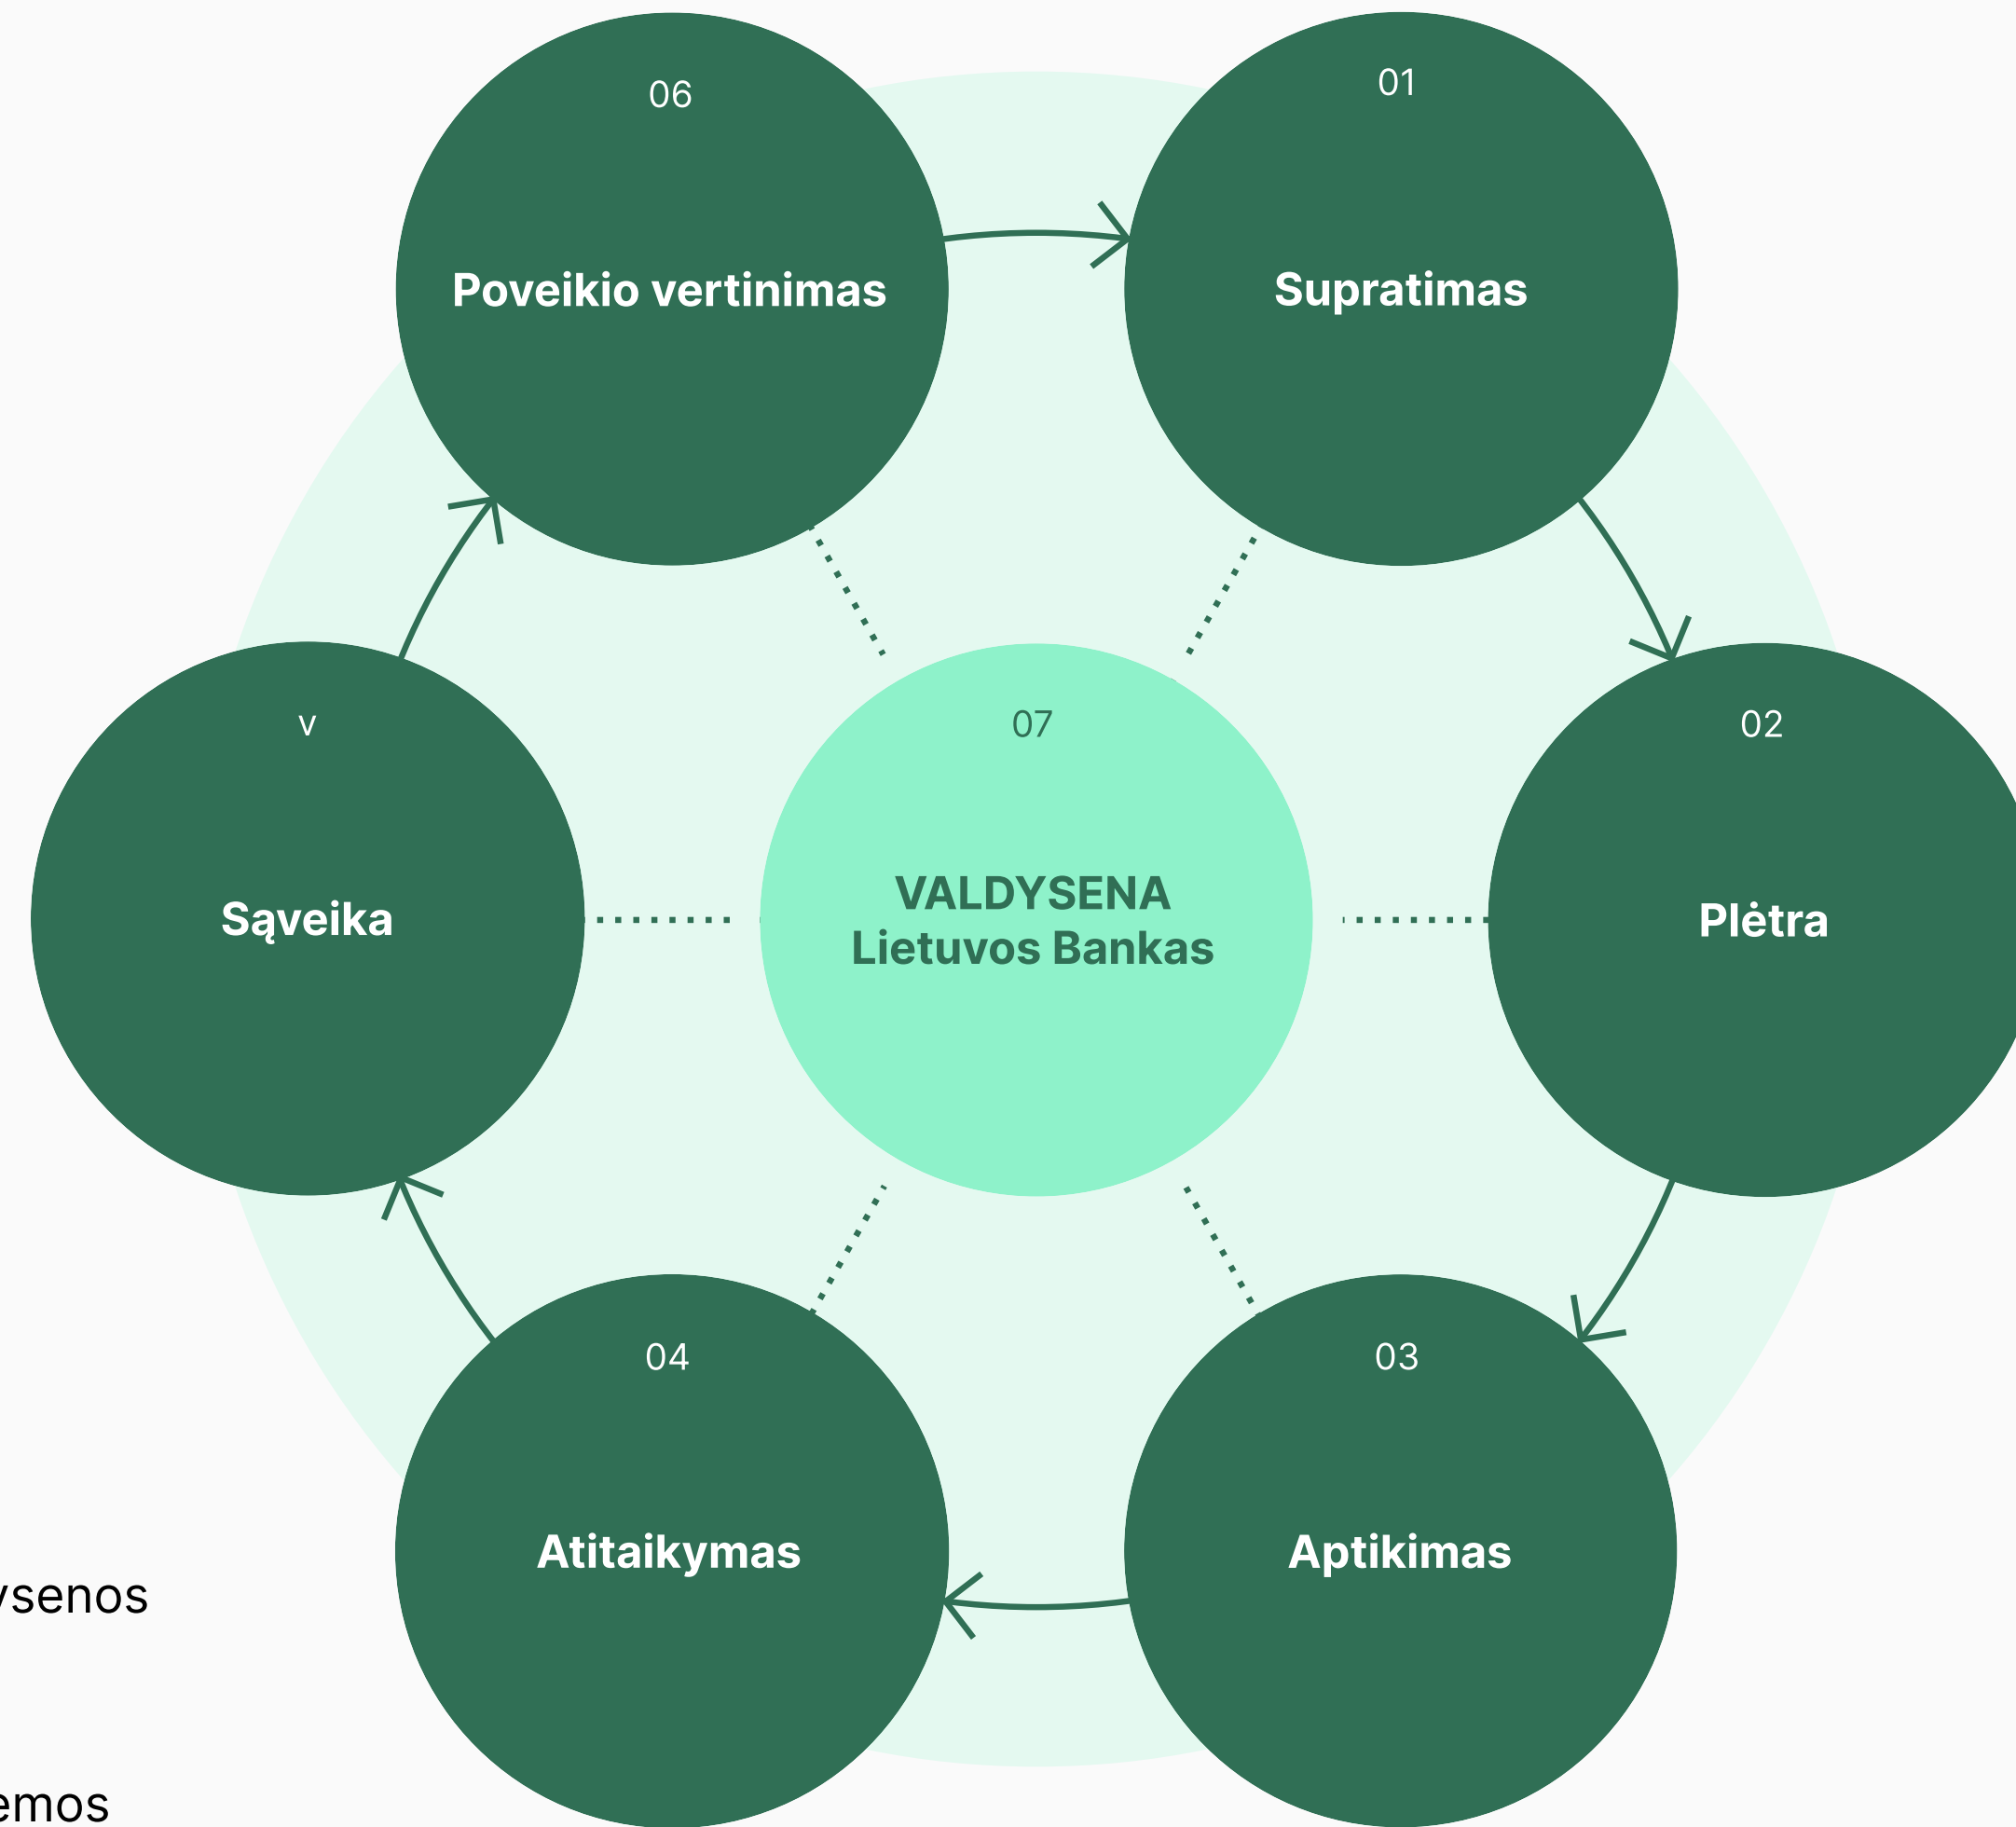 06
Poveikio vertinimas
01
Supratimas
v
Sąveika
07
VALDYSENA
Lietuvos Bankas
02
Plėtra
04
Atitaikymas
03
Aptikimas
ysenos
emos